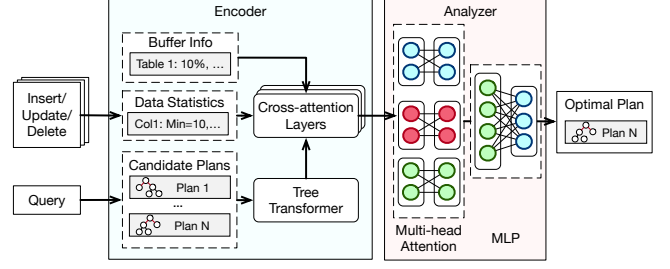 Encoder
Analyzer
Buffer Info
Table 1: 10%, ...
Insert/
Update/
Delete
Data Statistics
Col1: Min=10,...
Cross-attention
Layers
Optimal Plan
Plan N
Candidate Plans
Plan 1
...
Plan N
Query
Tree
Transformer
Multi-head
Attention
MLP